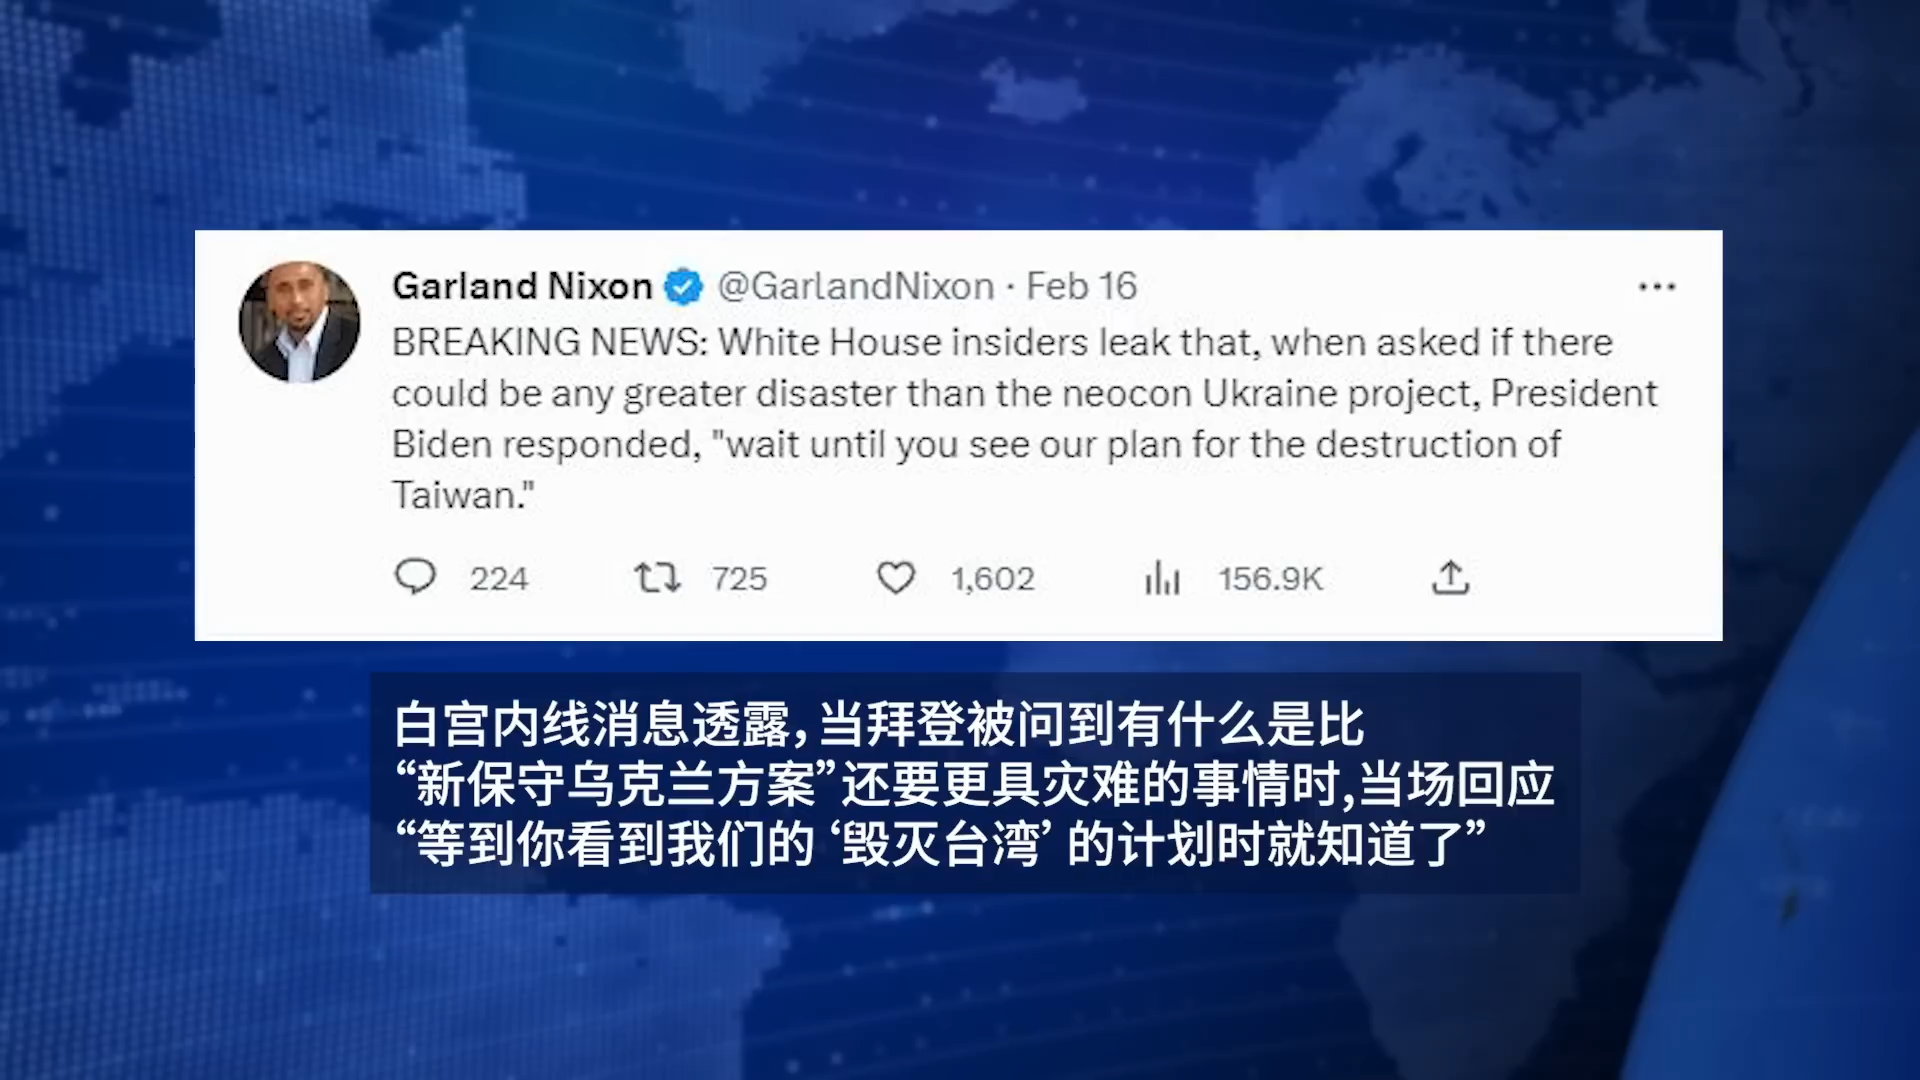 Garland Nixon @GarlandNixon · Feb 16
BREAKING NEWS: White House insiders leak that, when asked if there
could be any greater disaster than the neocon Ukraine project, President
Biden responded, "wait until you see our plan for the destruction of
Taiwan."
224 725 1,602 156.9K
白宫内线消息透露，当拜登被问到有什么是比
“新保守乌克兰方案”还要更具灾难的事情时,当场回应
“等到你看到我们的‘毁灭台湾’的计划时就知道了”